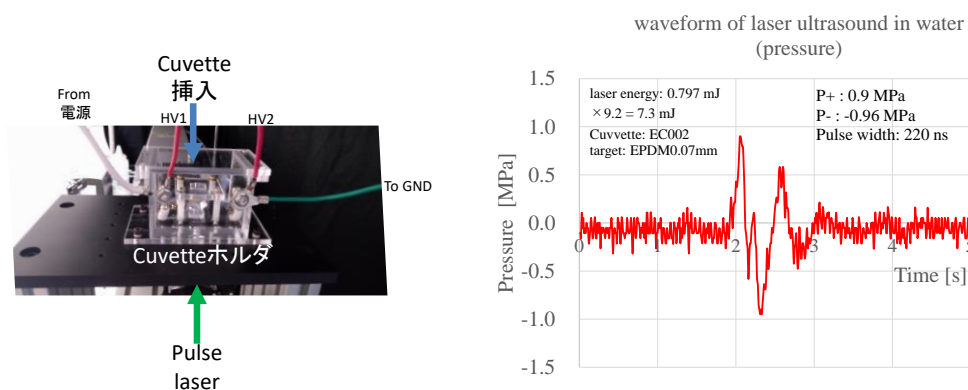 Cuvette
挿入
From
電源
HV1
HV2
To GND
Cuvetteホルダ
Pulse
laser
waveform of laser ultrasound in water
(pressure)
laser energy: 0.797 mJ
×9.2 = 7.3 mJ
Cuvvette: EC002
target: EPDM0.07mm
P+ : 0.9 MPa
P- : -0.96 MPa
Pulse width: 220 ns
Pressure [MPa]
1.5
1.0
0.5
0.0
-0.5
-1.0
-1.5
0
1
2
3
4
5
Time [s]